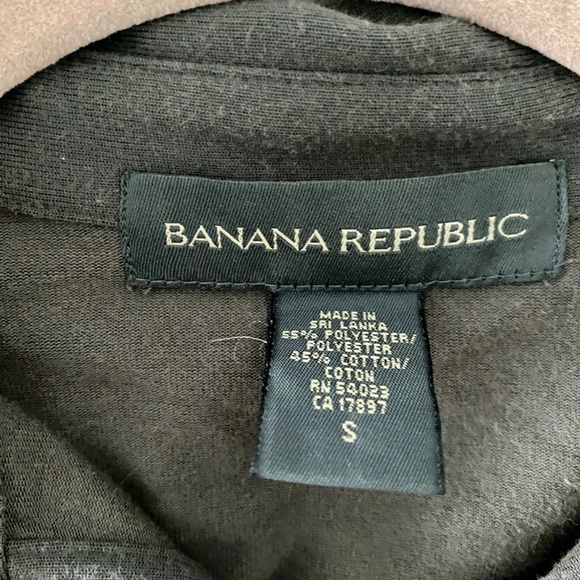 BANANA REPUBLIC
MADE IN
SRI LANKA
55% POLYESTER/
POLYESTER
45% COTTON/
COTON
RN 54023
CA 17897
S